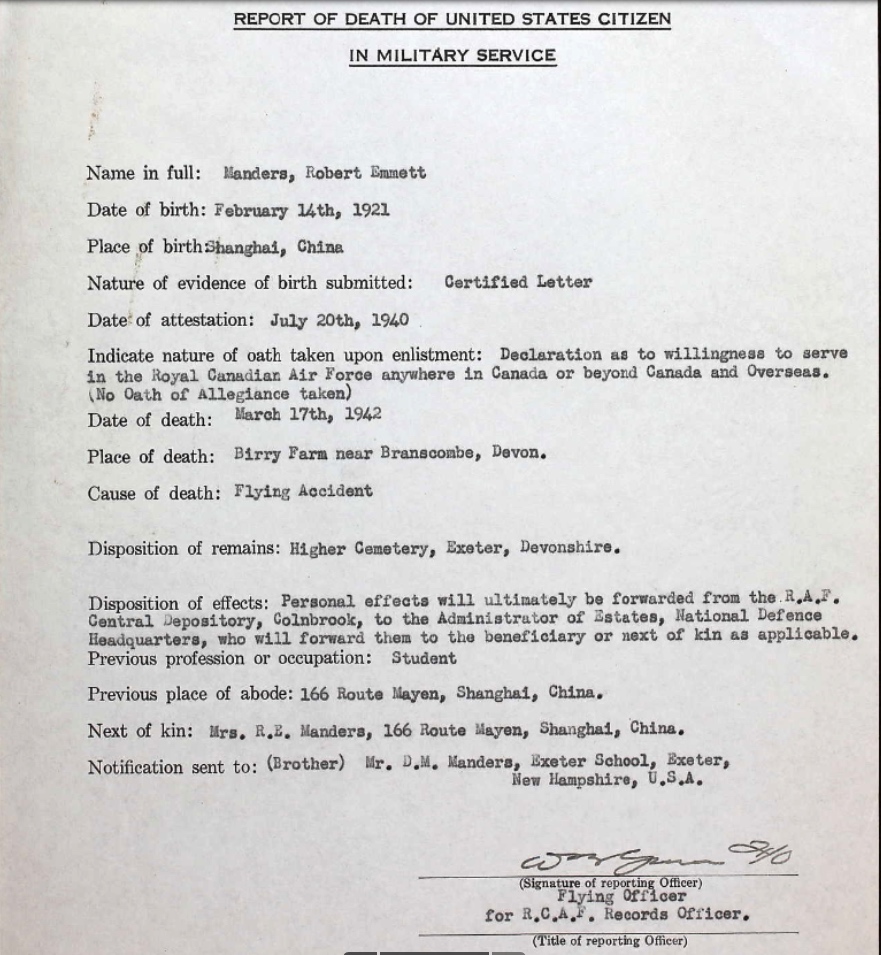 REPORT OF DEATH OF UNITED STATES CITIZEN
IN MILITARY SERVICE
Name in full: Manders, Robert Emmett
Date of birth: February 14th, 1921
Place of birth Shanghai, China
Nature of evidence of birth submitted: Certified Letter
Date of attestation: July 20th, 1940
Indicate nature of oath taken upon enlistment: Declaration as to willingness to serve
in the Royal Canadian Air Force anywhere in Canada or beyond Canada and Overseas.
(No Oath of Allegiance taken)
Date of death: March 17th, 1942
Place of death: Birry Farm near Branscombe, Devon.
Cause of death: Flying Accident
Disposition of remains: Higher Cemetery, Exeter, Devonshire.
Disposition of effects: Personal effects will ultimately be forwarded from the R.A.F.
Central Depository, Colnbrook, to the Administrator of Estates, National Defence
Headquarters, who will forward them to the beneficiary or next of kin as applicable.
Previous profession or occupation: Student
Previous place of abode: 166 Route Mayen, Shanghai, China.
Next of kin: Mrs. R.E. Manders, 166 Route Mayen, Shanghai, China.
Notification sent to: (Brother) Mr. D.M. Manders, Exeter School, Exeter,
New Hampshire, U.S.A.
F/O
(Signature of reporting Officer)
Flying Officer
for R.C.A.F. Records Officer.
(Title of reporting Officer)